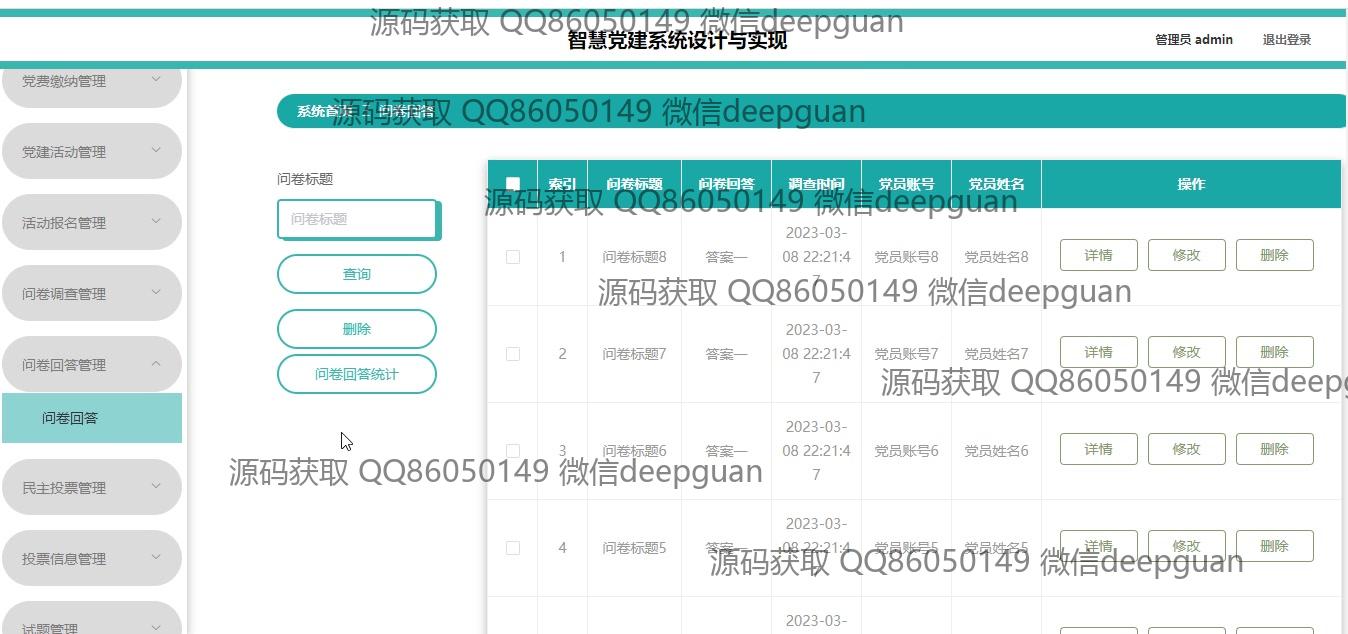 源码获取 QQ86050149 微信deepguan
智慧党建系统设计与实现
管理员 admin
退出登录
党费缴纳管理
党建活动管理
活动报名管理
问卷调查管理
问卷回答管理
问卷回答
民主投票管理
投票信息管理
试题管理
系统首页
问卷回答
源码获取 QQ86050149 微信deepguan
问卷标题
问卷标题
查询
删除
问卷回答统计
索引 问卷标题 问卷回答 调查时间 党员账号 党员姓名 操作
源码获取 QQ86050149 微信deepguan
1 问卷标题8 答案一 2023-03-08 22:21:47 党员账号8 党员姓名8 详情 修改 删除
源码获取 QQ86050149 微信deepguan
2 问卷标题7 答案一 2023-03-08 22:21:47 党员账号7 党员姓名7 详情 修改 删除
源码获取 QQ86050149 微信deep
3 问卷标题6 答案一 2023-03-08 22:21:47 党员账号6 党员姓名6 详情 修改 删除
源码获取 QQ86050149 微信deepguan
4 问卷标题5 答案一 2023-03-08 22:21:47 党员账号5 党员姓名5 详情 修改 删除
源码获取 QQ86050149 微信deepguan
2023-03-